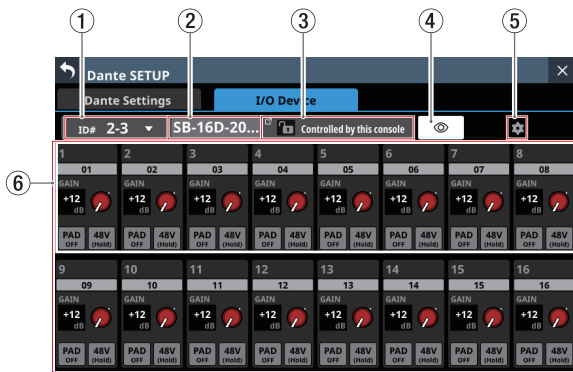 1 2 3 4 5
Dante SETUP ×
Dante Settings I/O Device
ID# 2-3 SB-16D-20... Controlled by this console
6
1 2 3 4 5 6 7 8
01 02 03 04 05 06 07 08
GAIN GAIN GAIN GAIN GAIN GAIN GAIN GAIN
+12 +12 +12 +12 +12 +12 +12 +12
dB dB dB dB dB dB dB dB
PAD 48V PAD 48V PAD 48V PAD 48V PAD 48V PAD 48V PAD 48V PAD 48V
OFF (Hold) OFF (Hold) OFF (Hold) OFF (Hold) OFF (Hold) OFF (Hold) OFF (Hold) OFF (Hold)
9 10 11 12 13 14 15 16
09 10 11 12 13 14 15 16
GAIN GAIN GAIN GAIN GAIN GAIN GAIN GAIN
+12 +12 +12 +12 +12 +12 +12 +12
dB dB dB dB dB dB dB dB
PAD 48V PAD 48V PAD 48V PAD 48V PAD 48V PAD 48V PAD 48V PAD 48V
OFF (Hold) OFF (Hold) OFF (Hold) OFF (Hold) OFF (Hold) OFF (Hold) OFF (Hold) OFF (Hold)